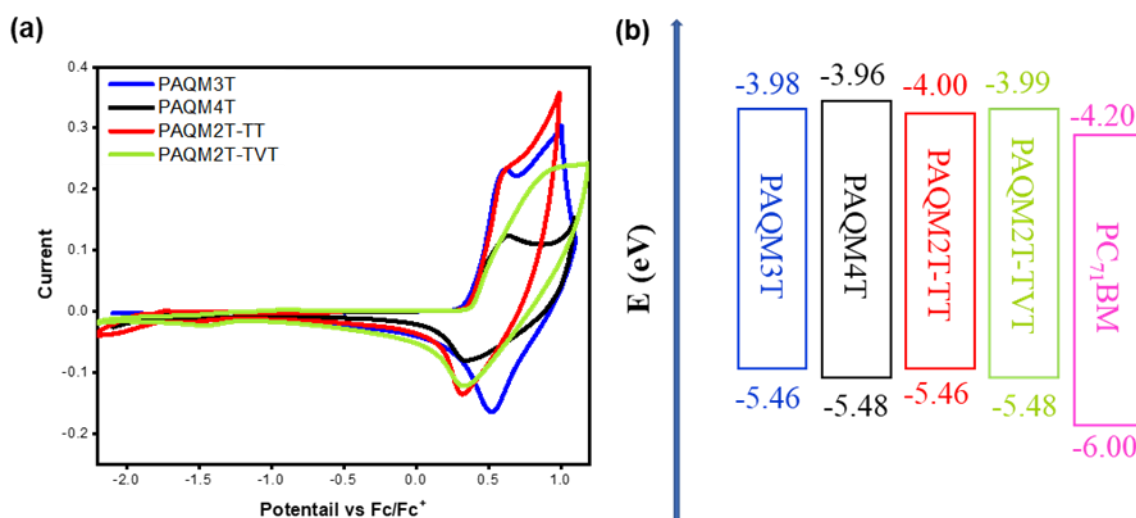 (a)
0.4
0.3
0.2
0.1
0.0
-0.1
-0.2
Current
PAQM3T
PAQM4T
PAQM2T-TT
PAQM2T-TVT
-2.0
-1.5
-1.0
-0.5
0.0
0.5
1.0
Potentail vs Fc/Fc⁺
(b)
E (eV)
-3.98
PAQM3T
-5.46
-3.96
PAQM4T
-5.48
-4.00
PAQM2T-TT
-5.46
-3.99
PAQM2T-TVT
-5.48
-4.20
PC₇₁BM
-6.00